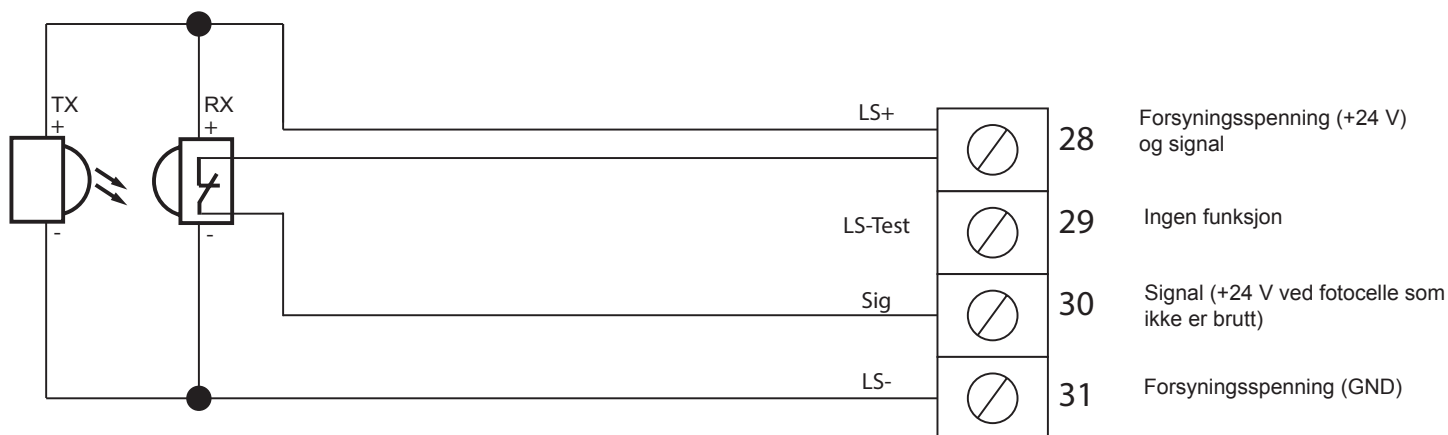 TX
+
RX
+
-
-
LS+
28
Forsyningsspenning (+24 V)
og signal
LS-Test
29
Ingen funksjon
Sig
30
Signal (+24 V ved fotocelle som
ikke er brutt)
LS-
31
Forsyningsspenning (GND)